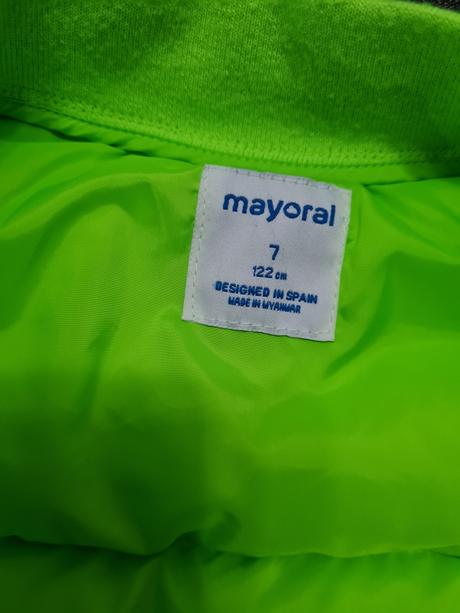 mayoral
7
122 cm
DESIGNED IN SPAIN
MADE IN MYANMAR